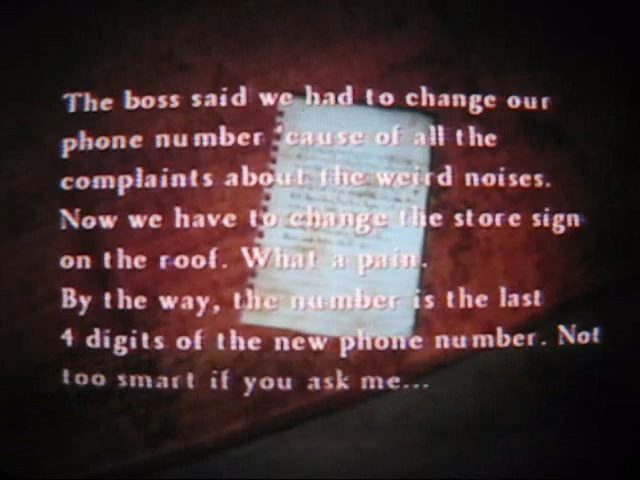 The boss said we had to change our
phone number 'cause of all the
complaints about the weird noises.
Now we have to change the store sign
on the roof. What a pain.
By the way, the number is the last
4 digits of the new phone number. Not
too smart if you ask me...